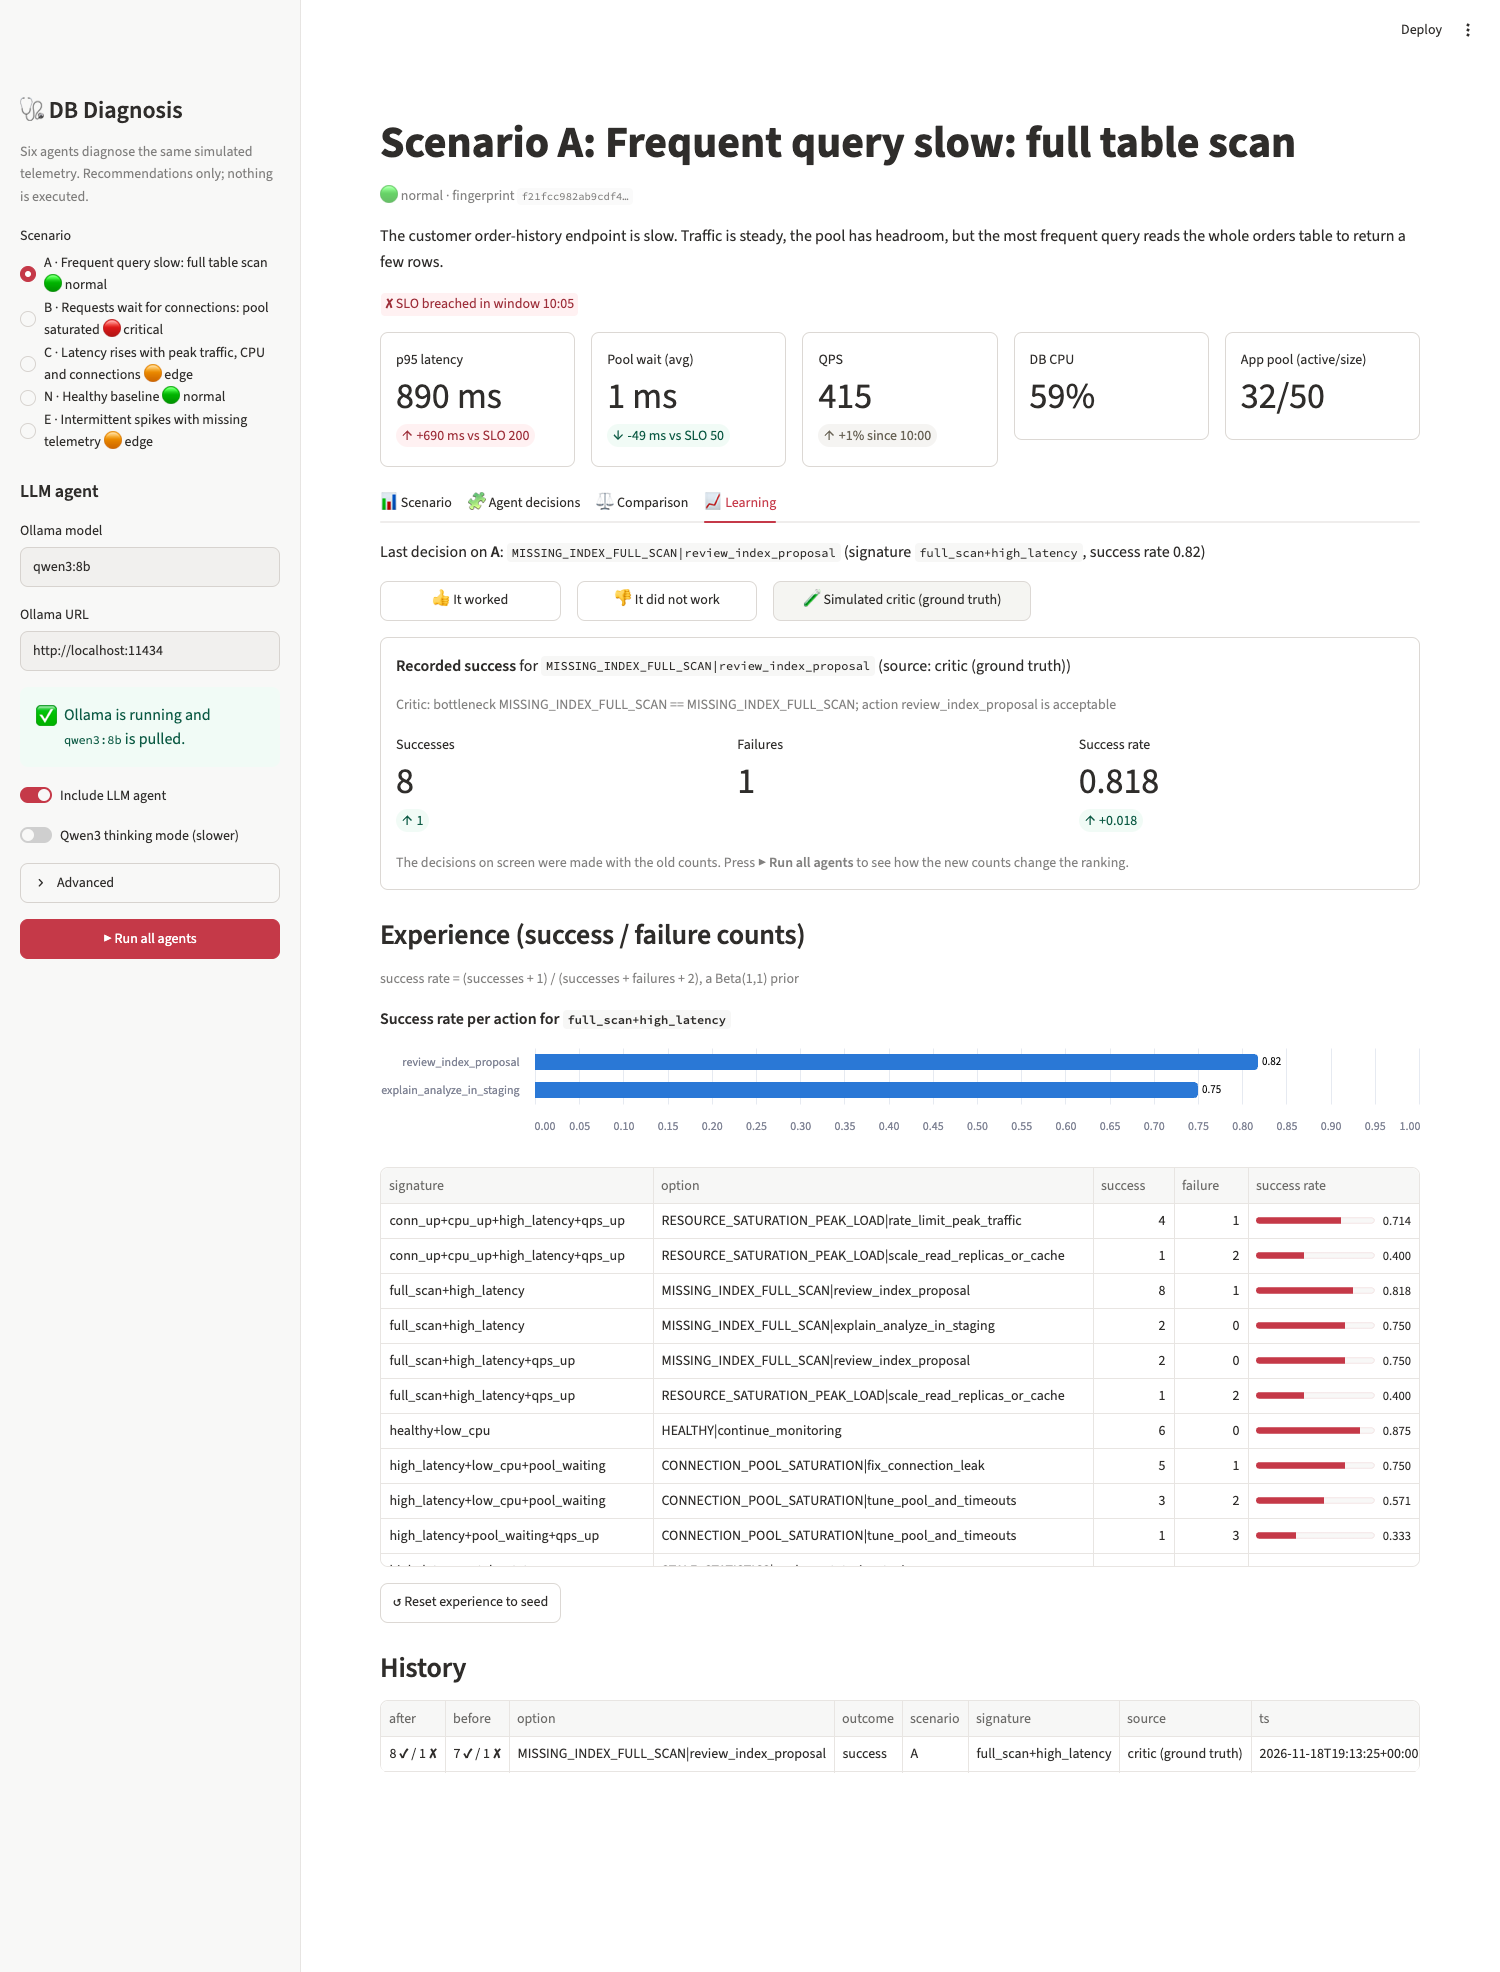 Deploy
DB Diagnosis
Six agents diagnose the same simulated
telemetry. Recommendations only; nothing
is executed.
Scenario
A · Frequent query slow: full table scan
normal
B · Requests wait for connections: pool
saturated critical
C · Latency rises with peak traffic, CPU
and connections edge
N · Healthy baseline normal
E · Intermittent spikes with missing
telemetry edge
LLM agent
Ollama model
qwen3:8b
Ollama URL
http://localhost:11434
Ollama is running and
qwen3:8b is pulled.
Include LLM agent
Qwen3 thinking mode (slower)
Advanced
Run all agents
Scenario A: Frequent query slow: full table scan
normal · fingerprint f21fcc982ab9cdf4…
The customer order-history endpoint is slow. Traffic is steady, the pool has headroom, but the most frequent query reads the whole orders table to return a
few rows.
✗ SLO breached in window 10:05
p95 latency
890 ms
↑ +690 ms vs SLO 200
Pool wait (avg)
1 ms
↓ -49 ms vs SLO 50
QPS
415
↑ +1% since 10:00
DB CPU
59%
App pool (active/size)
32/50
Scenario Agent decisions Comparison Learning
Last decision on A: MISSING_INDEX_FULL_SCAN|review_index_proposal (signature full_scan+high_latency , success rate 0.82)
It worked
It did not work
Simulated critic (ground truth)
Recorded success for MISSING_INDEX_FULL_SCAN|review_index_proposal (source: critic (ground truth))
Critic: bottleneck MISSING_INDEX_FULL_SCAN == MISSING_INDEX_FULL_SCAN; action review_index_proposal is acceptable
Successes Failures Success rate
8 1 0.818
↑ 1 ↑ +0.018
The decisions on screen were made with the old counts. Press ▶ Run all agents to see how the new counts change the ranking.
Experience (success / failure counts)
success rate = (successes + 1) / (successes + failures + 2), a Beta(1,1) prior
Success rate per action for full_scan+high_latency
review_index_proposal 0.82
explain_analyze_in_staging 0.75
0.00 0.05 0.10 0.15 0.20 0.25 0.30 0.35 0.40 0.45 0.50 0.55 0.60 0.65 0.70 0.75 0.80 0.85 0.90 0.95 1.00
signature option success failure success rate
conn_up+cpu_up+high_latency+qps_up RESOURCE_SATURATION_PEAK_LOAD|rate_limit_peak_traffic 4 1 0.714
conn_up+cpu_up+high_latency+qps_up RESOURCE_SATURATION_PEAK_LOAD|scale_read_replicas_or_cache 1 2 0.400
full_scan+high_latency MISSING_INDEX_FULL_SCAN|review_index_proposal 8 1 0.818
full_scan+high_latency MISSING_INDEX_FULL_SCAN|explain_analyze_in_staging 2 0 0.750
full_scan+high_latency+qps_up MISSING_INDEX_FULL_SCAN|review_index_proposal 2 0 0.750
full_scan+high_latency+qps_up RESOURCE_SATURATION_PEAK_LOAD|scale_read_replicas_or_cache 1 2 0.400
healthy+low_cpu HEALTHY|continue_monitoring 6 0 0.875
high_latency+low_cpu+pool_waiting CONNECTION_POOL_SATURATION|fix_connection_leak 5 1 0.750
high_latency+low_cpu+pool_waiting CONNECTION_POOL_SATURATION|tune_pool_and_timeouts 3 2 0.571
high_latency+pool_waiting+qps_up CONNECTION_POOL_SATURATION|tune_pool_and_timeouts 1 3 0.333
↺ Reset experience to seed
History
after before option outcome scenario signature source ts
8 ✓ / 1 ✗ 7 ✓ / 1 ✗ MISSING_INDEX_FULL_SCAN|review_index_proposal success A full_scan+high_latency critic (ground truth) 2026-11-18T19:13:25+00:00